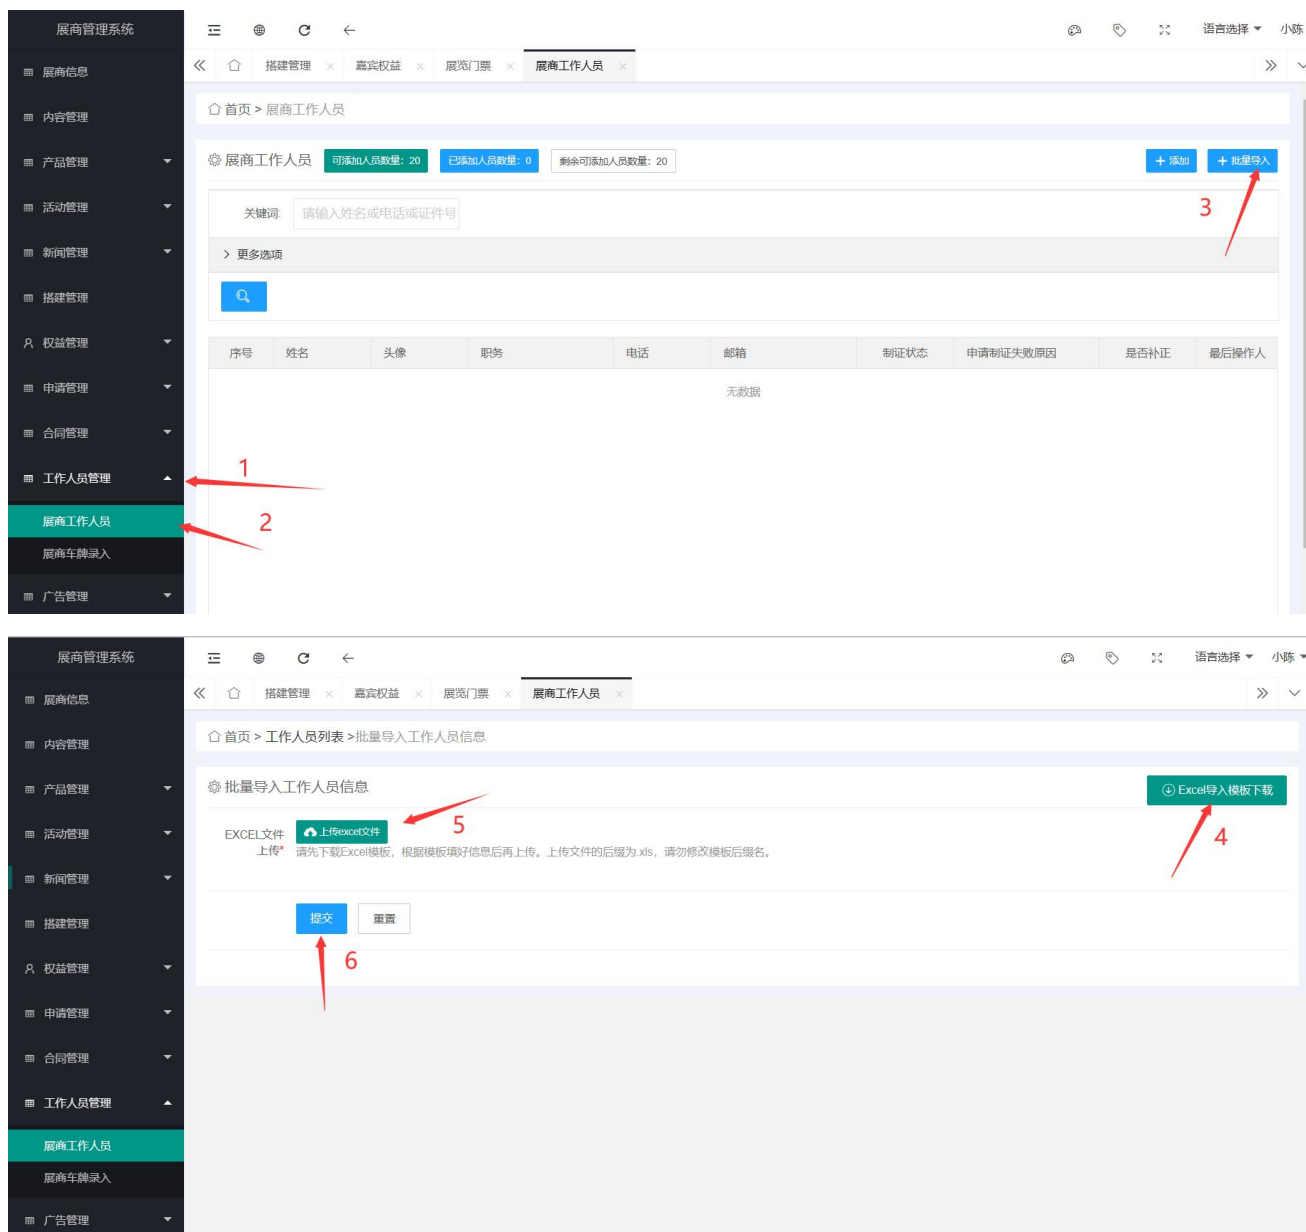 展商管理系统
语言选择 小陈
展商信息
搭建管理 × 嘉宾权益 × 展览门票 × 展商工作人员 ×
首页 > 展商工作人员
内容管理
产品管理
展商工作人员 可添加人员数量：20 已添加人员数量：0 剩余可添加人员数量：20 + 添加 + 批量导入
3
活动管理
关键词: 请输入姓名或电话或证件号
新闻管理
> 更多选项
搭建管理
权益管理
序号 姓名 头像 职务 电话 邮箱 制证状态 申请制证失败原因 是否补正 最后操作人
申请管理
无数据
合同管理
工作人员管理
1
展商工作人员
2
展商车牌录入
广告管理
展商管理系统
语言选择 小陈
展商信息
搭建管理 × 嘉宾权益 × 展览门票 × 展商工作人员 ×
首页 > 工作人员列表 >批量导入工作人员信息
内容管理
产品管理
批量导入工作人员信息 Excel导入模板下载
4
活动管理
EXCEL文件上传* 上传excel文件
5
请先下载Excel模板，根据模板填好信息后再上传。上传文件的后缀为.xls，请勿修改模板后缀名。
新闻管理
搭建管理
提交 重置
6
权益管理
申请管理
合同管理
工作人员管理
展商工作人员
展商车牌录入
广告管理